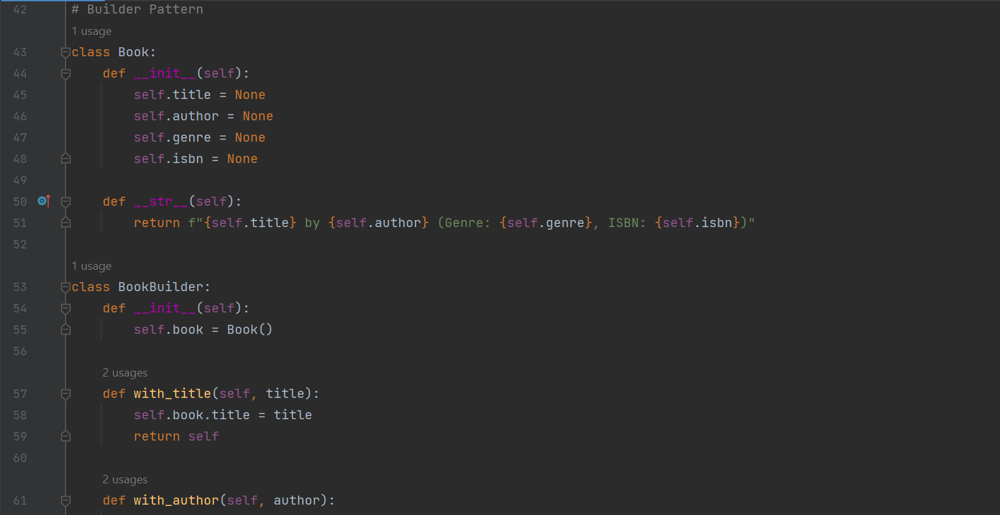 42 # Builder Pattern
1 usage
43 class Book:
44     def __init__(self):
45         self.title = None
46         self.author = None
47         self.genre = None
48         self.isbn = None
49
50     def __str__(self):
51         return f"{self.title} by {self.author} (Genre: {self.genre}, ISBN: {self.isbn})"
52
1 usage
53 class BookBuilder:
54     def __init__(self):
55         self.book = Book()
56
2 usages
57     def with_title(self, title):
58         self.book.title = title
59         return self
60
2 usages
61     def with_author(self, author):